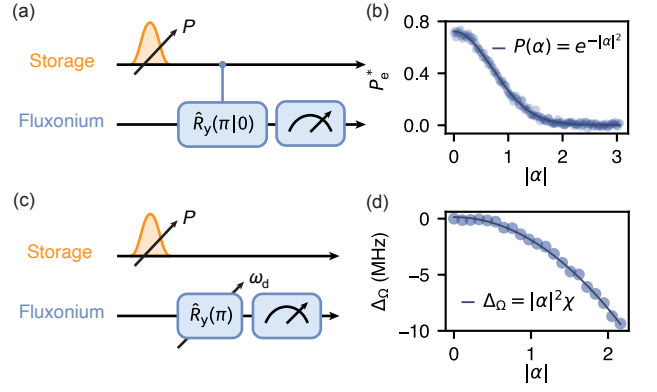 (a)
P
Storage
Fluxonium
R̂y(π|0)
(b)
P(α) = e^{-|α|²}
P*e
0.8
0.4
0.0
0
1
2
3
|α|
(c)
P
Storage
ωd
Fluxonium
R̂y(π)
(d)
ΔΩ = |α|²χ
ΔΩ (MHz)
0
−5
−10
0
1
2
|α|